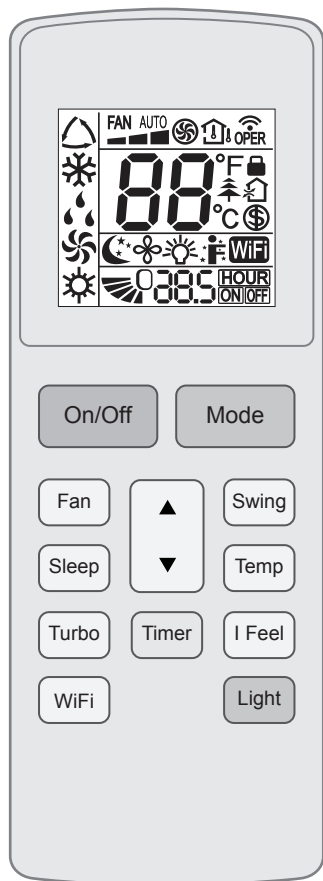 FAN AUTO
OPER
88 °F
°C $
WiFi
038.5 HOUR
ON OFF
On/Off Mode
Fan ▲ Swing
Sleep ▼ Temp
Turbo Timer I Feel
WiFi Light